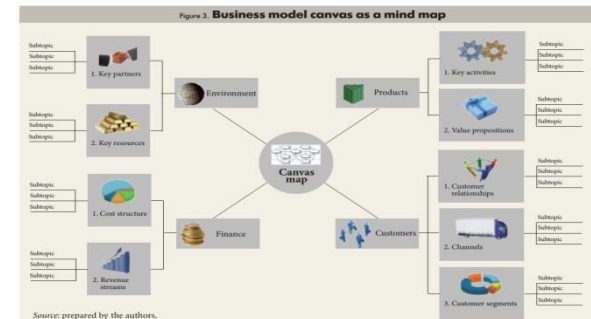 Figure 3. Business model canvas as a mind map
Subtopic
Subtopic
Subtopic
1. Key partners
Subtopic
Subtopic
Subtopic
2. Key resources
Environment
Subtopic
Subtopic
Subtopic
1. Cost structure
Subtopic
Subtopic
Subtopic
2. Revenue
streams
Finance
Canvas
map
Products
1. Key activities
Subtopic
Subtopic
Subtopic
2. Value propositions
Subtopic
Subtopic
Subtopic
Customers
1. Customer
relationships
Subtopic
Subtopic
Subtopic
2. Channels
Subtopic
Subtopic
Subtopic
3. Customer segments
Subtopic
Subtopic
Subtopic
Source: prepared by the authors.